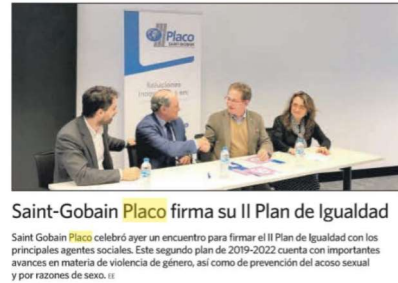 Placo
SAINT-GOBAIN
Saint-Gobain Placo firma su II Plan de Igualdad
Saint Gobain Placo celebró ayer un encuentro para firmar el II Plan de Igualdad con los
principales agentes sociales. Este segundo plan de 2019-2022 cuenta con importantes
avances en materia de violencia de género, así como de prevención del acoso sexual
y por razones de sexo. EE